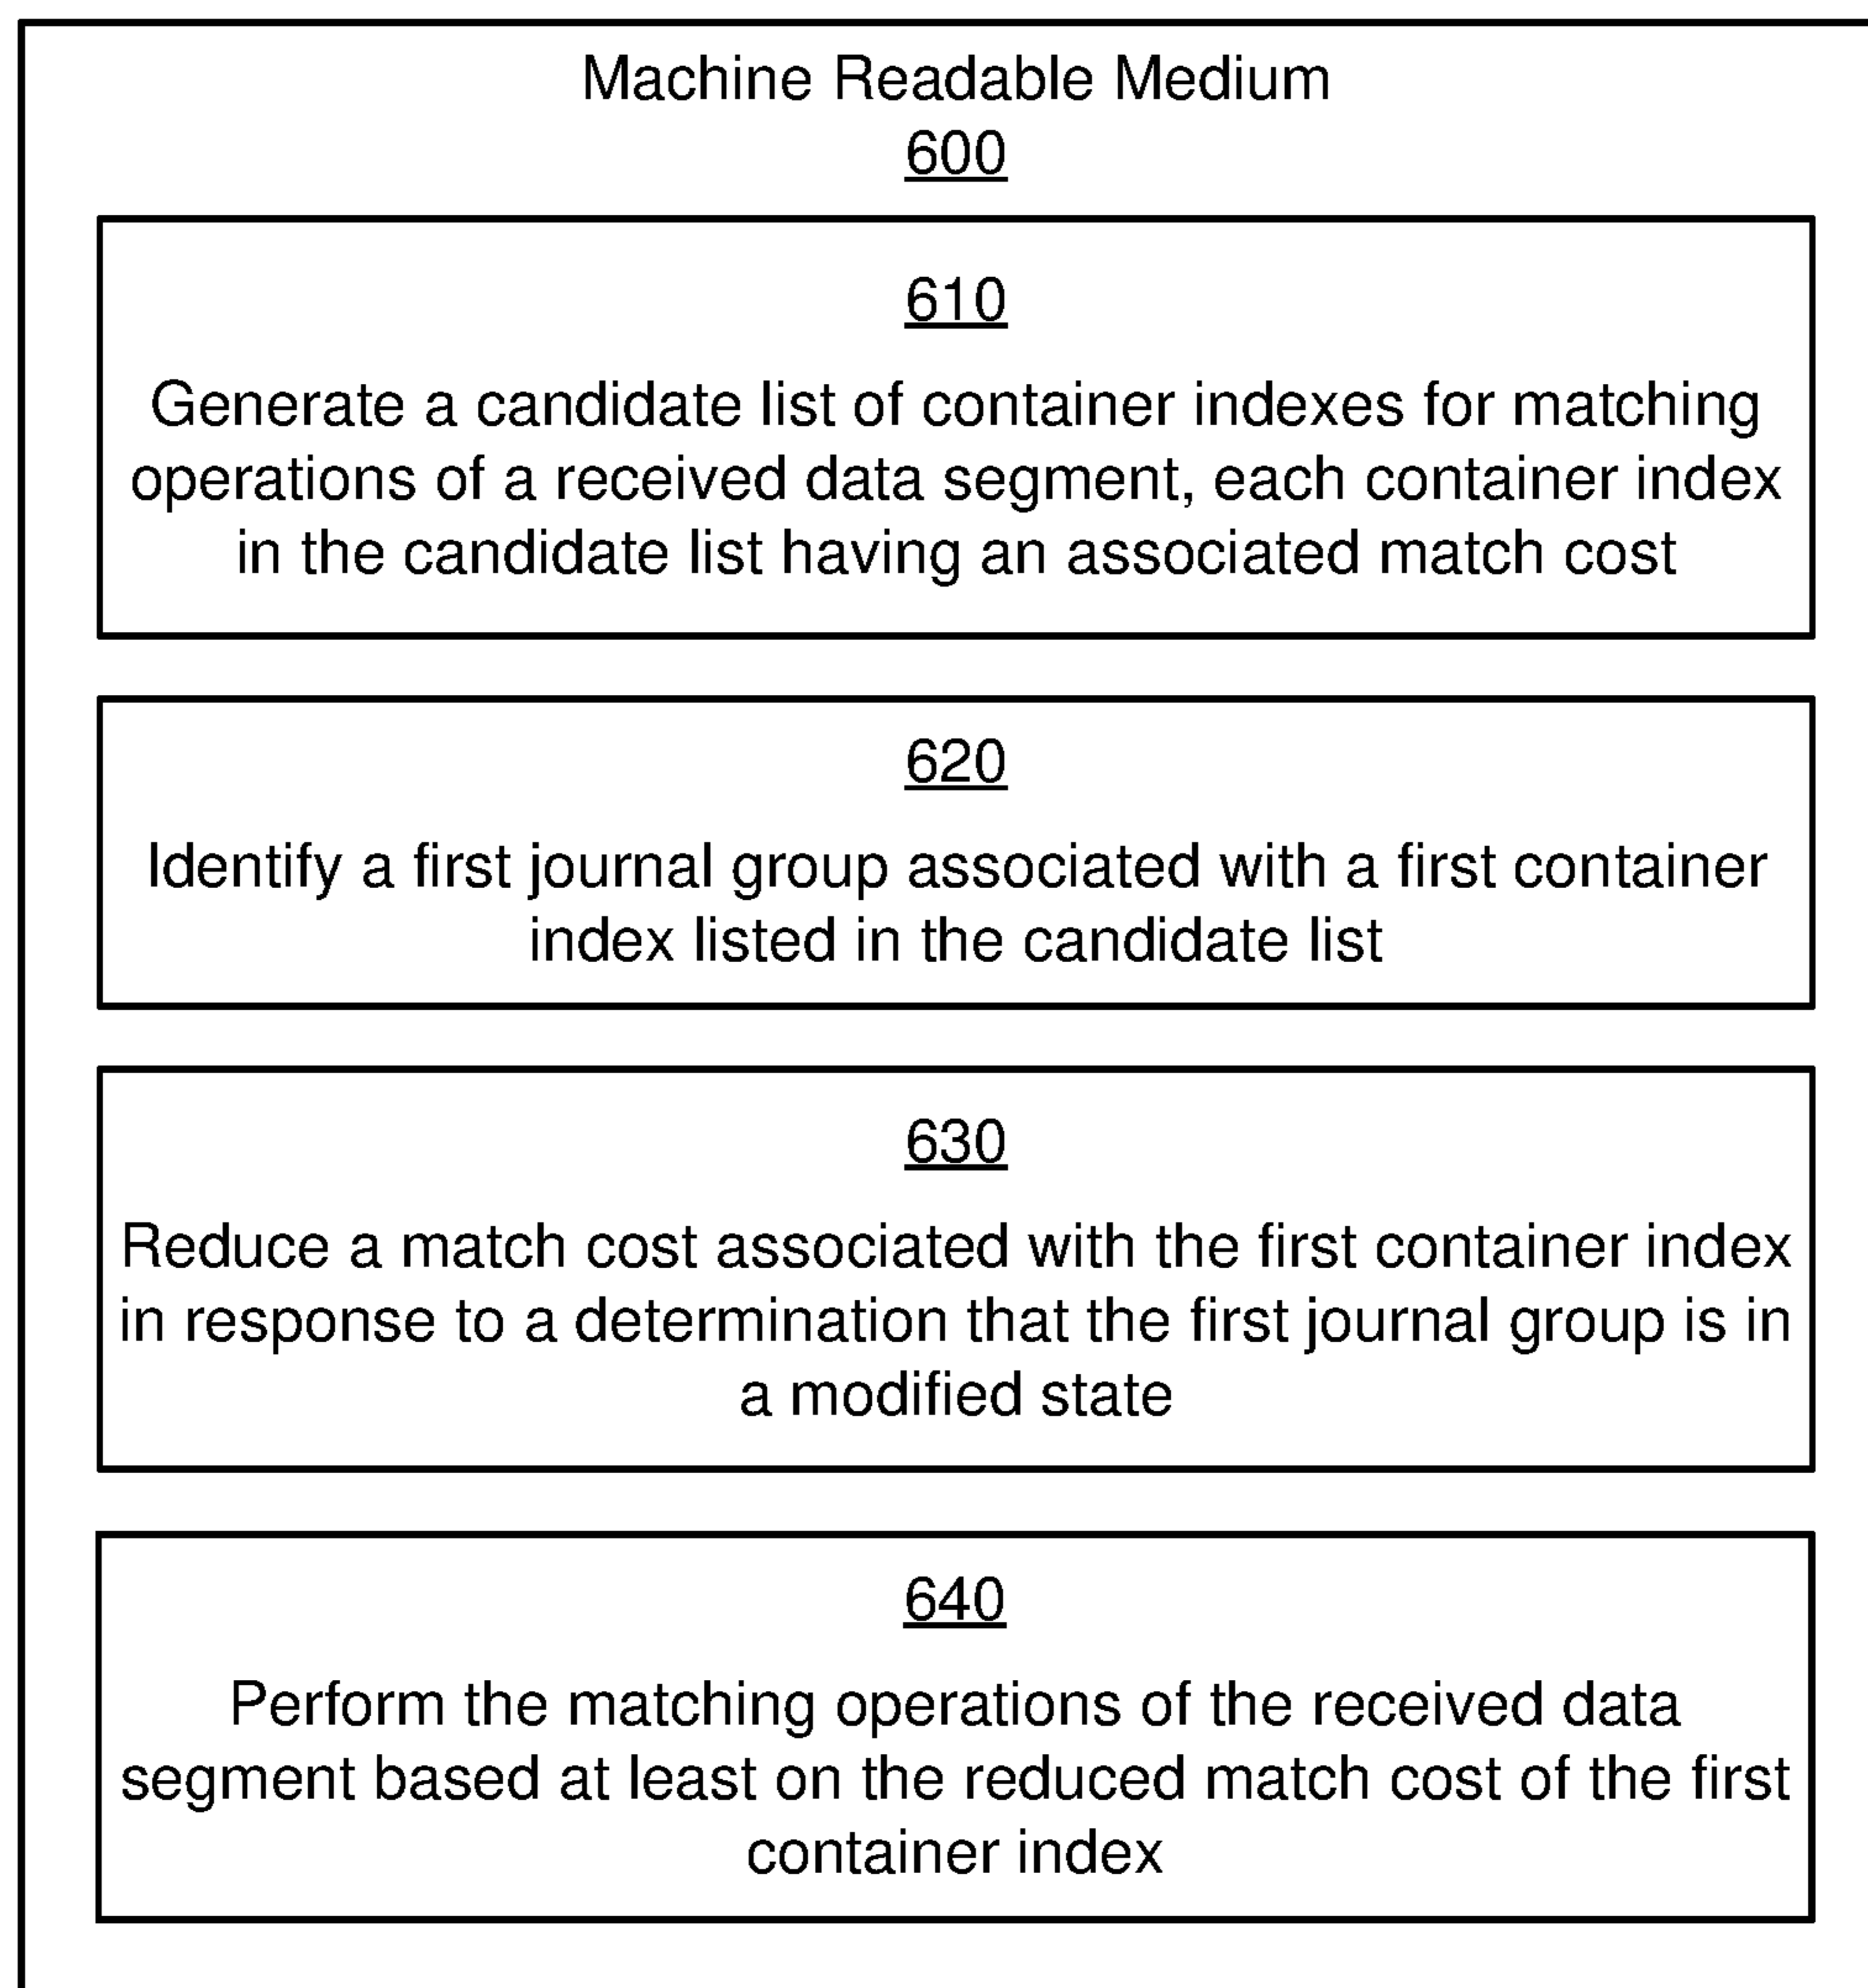 Machine Readable Medium
600
610
Generate a candidate list of container indexes for matching
operations of a received data segment, each container index
in the candidate list having an associated match cost
620
Identify a first journal group associated with a first container
index listed in the candidate list
630
Reduce a match cost associated with the first container index
in response to a determination that the first journal group is in
a modified state
640
Perform the matching operations of the received data
segment based at least on the reduced match cost of the first
container index